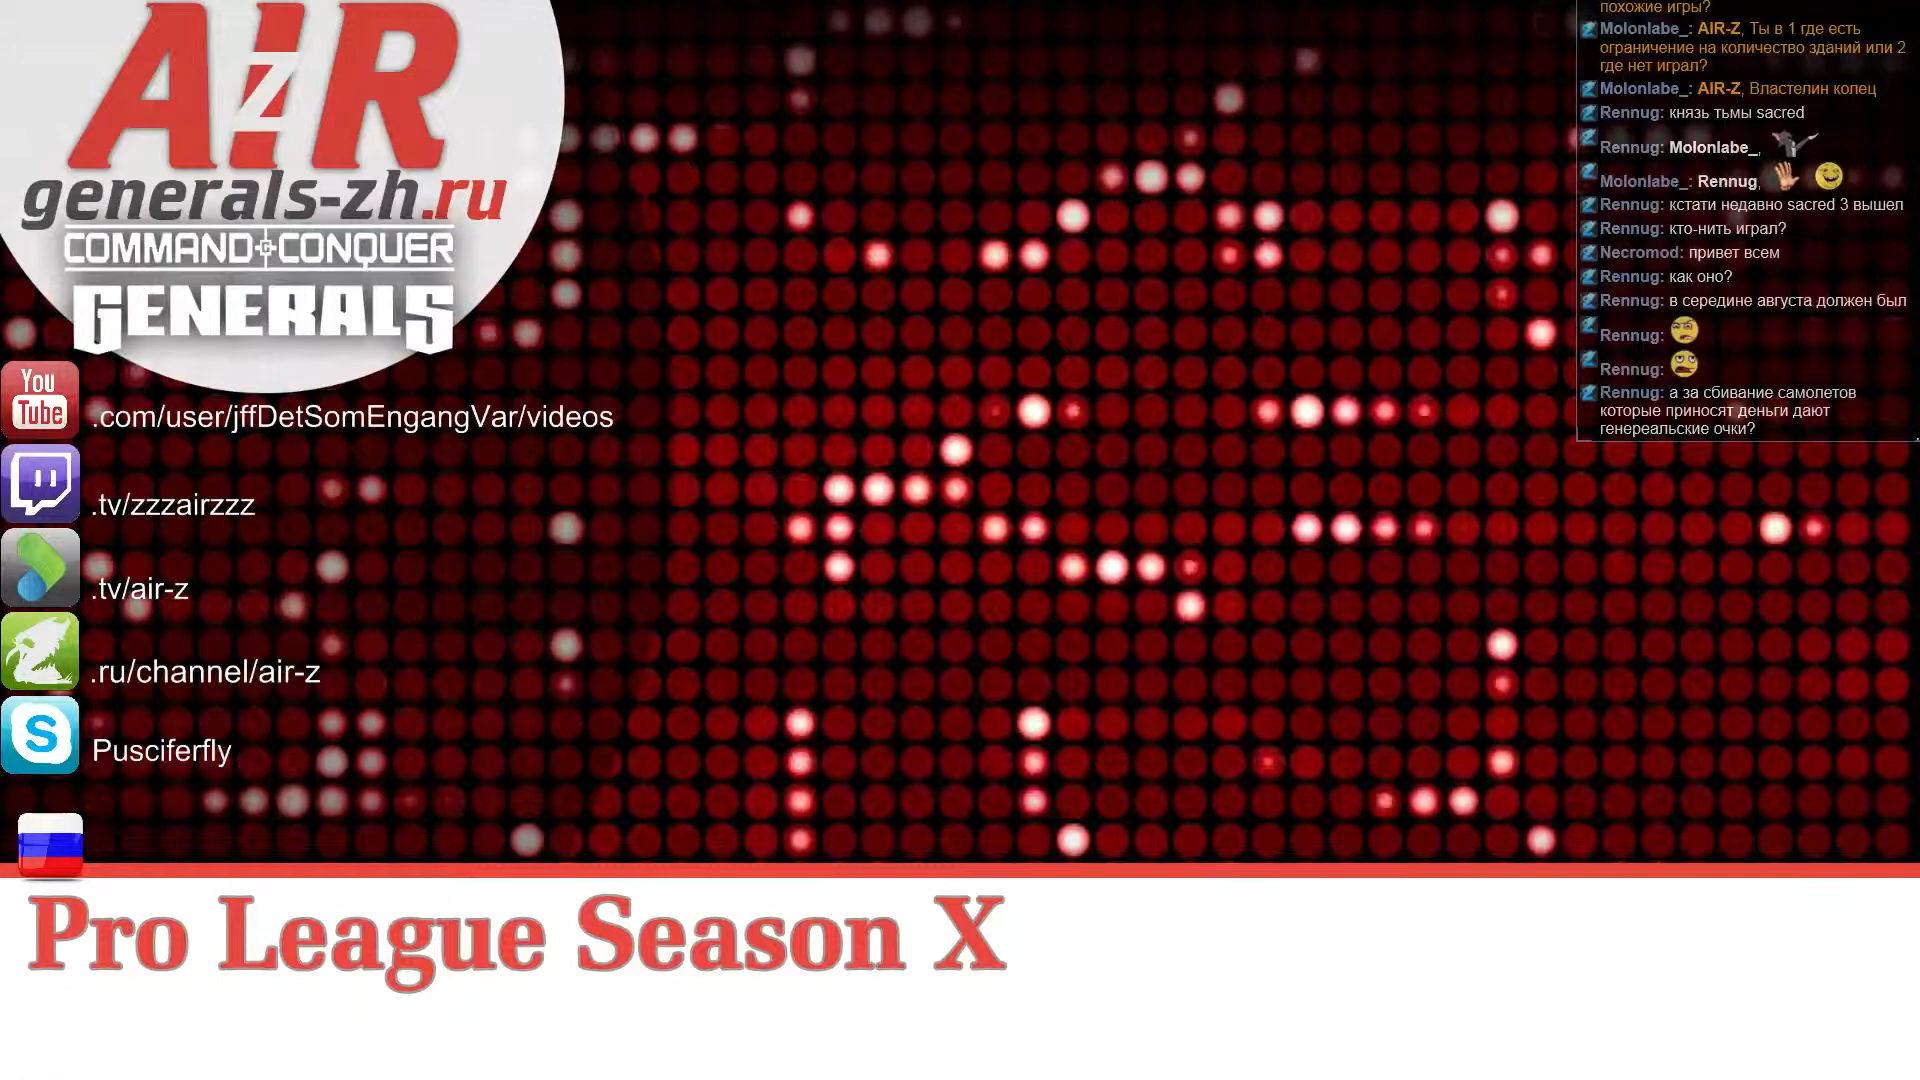 AIR
Z
generals-zh.ru
COMMAND & CONQUER
GENERALS
You
Tube
.com/user/jffDetSomEngangVar/videos
.tv/zzzairzzz
.tv/air-z
.ru/channel/air-z
S
Pusciferfly
Pro League Season X
похожие игры?
Molonlabe_: AIR-Z, Ты в 1 где есть
ограничение на количество зданий или 2
где нет играл?
Molonlabe_: AIR-Z, Властелин колец
Rennug: князь тьмы sacred
Rennug: Molonlabe_,
Molonlabe_: Rennug,
Rennug: кстати недавно sacred 3 вышел
Rennug: кто-нить играл?
Necromod: привет всем
Rennug: как оно?
Rennug: в середине августа должен был
Rennug:
Rennug:
Rennug: а за сбивание самолетов
которые приносят деньги дают
генереальские очки?